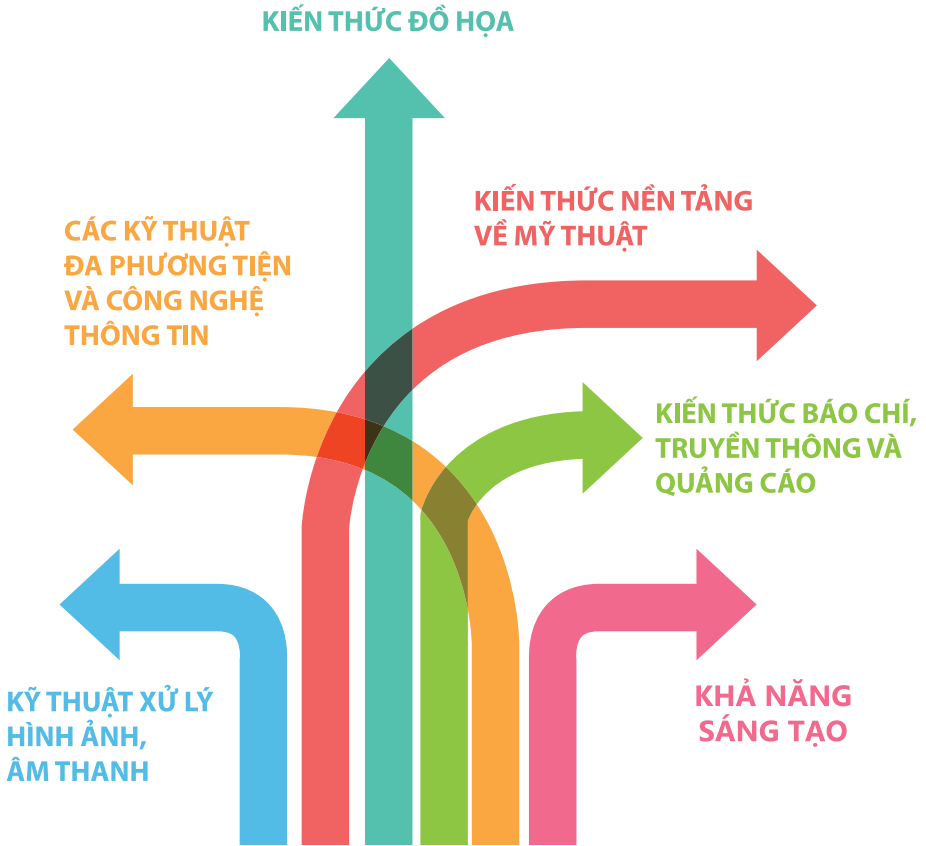 KIẾN THỨC ĐỒ HỌA
KIẾN THỨC NỀN TẢNG
VỀ MỸ THUẬT
CÁC KỸ THUẬT
ĐA PHƯƠNG TIỆN
VÀ CÔNG NGHỆ
THÔNG TIN
KIẾN THỨC BÁO CHÍ,
TRUYỀN THÔNG VÀ
QUẢNG CÁO
KỸ THUẬT XỬ LÝ
HÌNH ẢNH,
ÂM THANH
KHẢ NĂNG
SÁNG TẠO